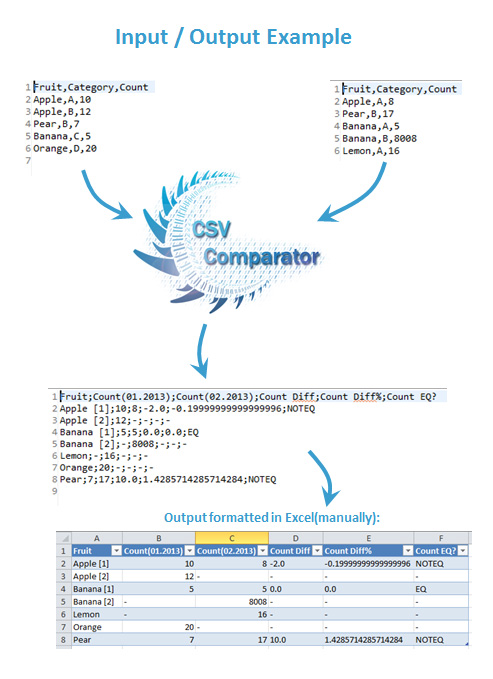 Input / Output Example
1 Fruit,Category,Count
2 Apple,A,10
3 Apple,B,12
4 Pear,B,7
5 Banana,C,5
6 Orange,D,20
7
1 Fruit,Category,Count
2 Apple,A,8
3 Pear,B,17
4 Banana,A,5
5 Banana,B,8008
6 Lemon,A,16
CSV
Comparator
1 Fruit;Count(01.2013);Count(02.2013);Count Diff;Count Diff%;Count EQ?
2 Apple [1];10;8;-2.0;-0.19999999999999996;NOTEQ
3 Apple [2];12;-;-;-;-
4 Banana [1];5;5;0.0;0.0;EQ
5 Banana [2];-;8008;-;-;-
6 Lemon;-;16;-;-;-
7 Orange;20;-;-;-;-
8 Pear;7;17;10.0;1.4285714285714284;NOTEQ
9
Output formatted in Excel(manually):
A B C D E F
1 Fruit Count(01.2013) Count(02.2013) Count Diff Count Diff% Count EQ?
2 Apple [1] 10 8 -2.0 -0.19999999999999996 NOTEQ
3 Apple [2] 12 - - - -
4 Banana [1] 5 5 0.0 0.0 EQ
5 Banana [2] - 8008 - - -
6 Lemon - 16 - - -
7 Orange 20 - - - -
8 Pear 7 17 10.0 1.4285714285714284 NOTEQ